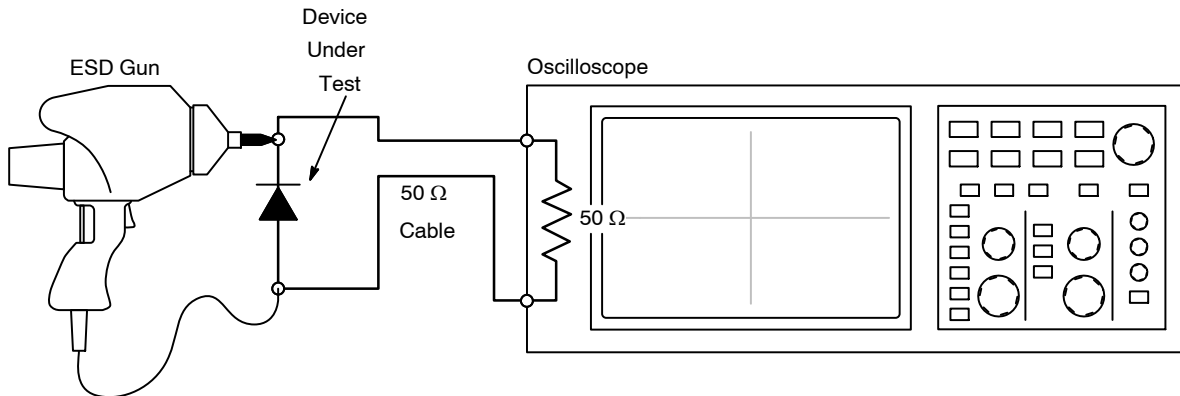 Device
Under
Test
ESD Gun
Oscilloscope
50 Ω
Cable
50 Ω